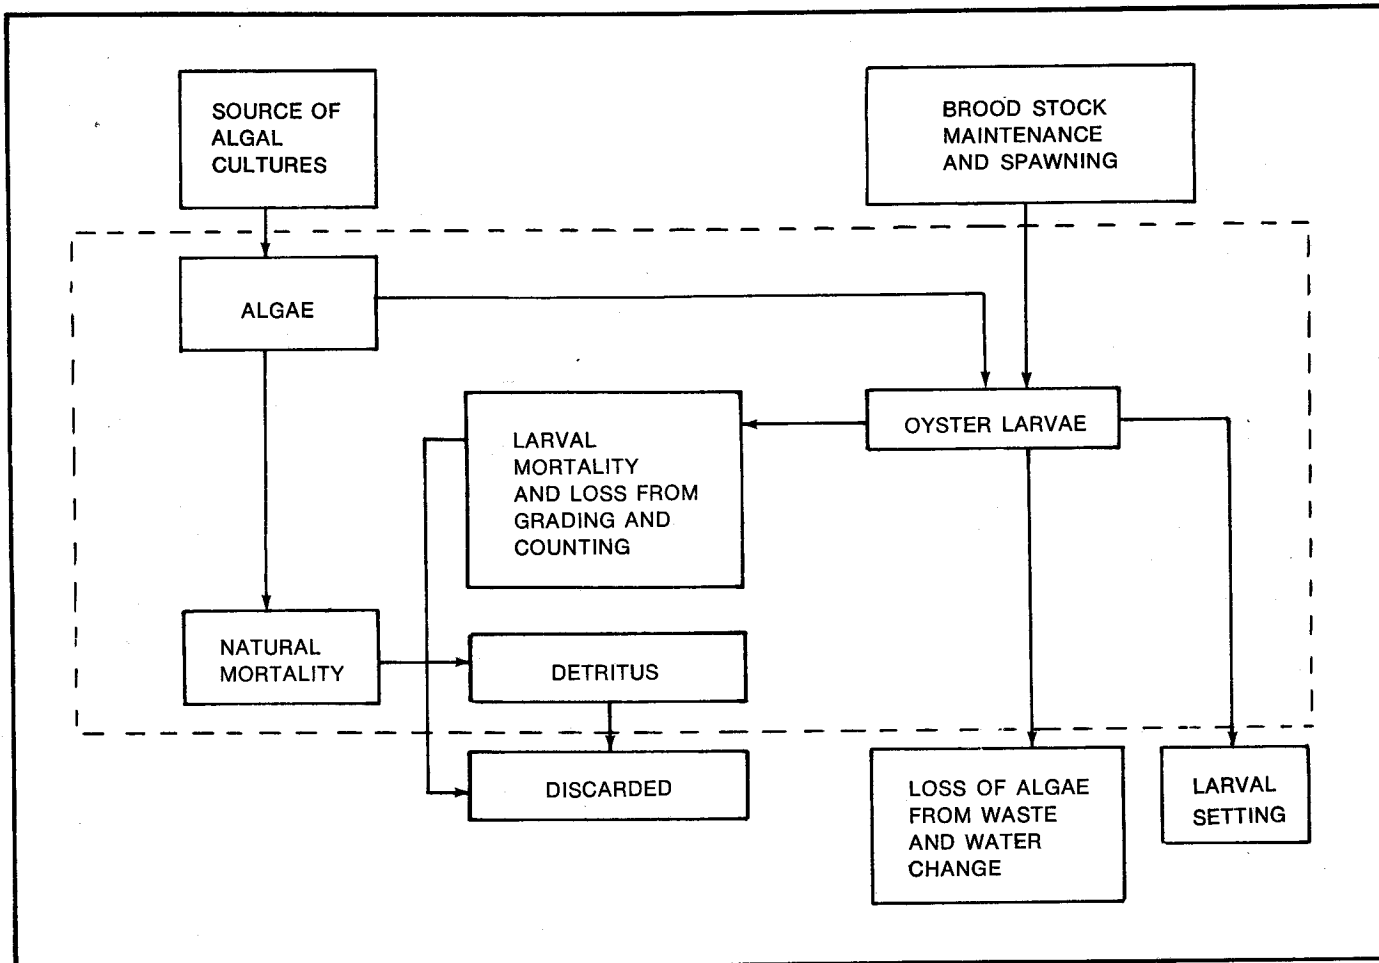 SOURCE OF
ALGAL
CULTURES
BROOD STOCK
MAINTENANCE
AND SPAWNING
ALGAE
OYSTER LARVAE
LARVAL
MORTALITY
AND LOSS FROM
GRADING AND
COUNTING
NATURAL
MORTALITY
DETRITUS
DISCARDED
LOSS OF ALGAE
FROM WASTE
AND WATER
CHANGE
LARVAL
SETTING